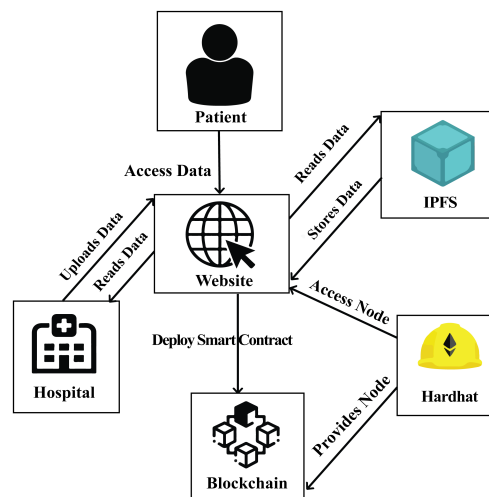 Patient
Access Data
Reads Data
IPFS
Stores Data
Uploads Data
Reads Data
Website
Access Node
Deploy Smart Contract
Hospital
Hardhat
Provides Node
Blockchain